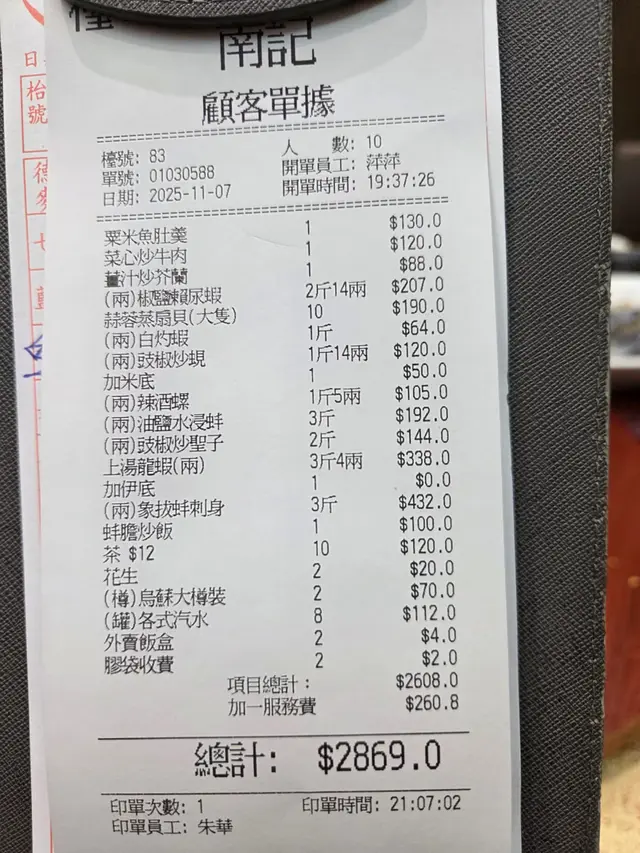 南記
顧客單據
檯號: 83
人 數: 10
單號: 01030588
開單員工: 萍萍
日期: 2025-11-07
開單時間: 19:37:26
粟米魚肚羹 1 $130.0
菜心炒牛肉 1 $120.0
薑汁炒芥蘭 1 $88.0
(兩)椒鹽賴尿蝦 2斤14兩 $207.0
蒜蓉蒸扇貝(大隻) 10 $190.0
(兩)白灼蝦 1斤 $64.0
(兩)豉椒炒蜆 1斤14兩 $120.0
加米底 1 $50.0
(兩)辣酒螺 1斤5兩 $105.0
(兩)油鹽水浸蚌 3斤 $192.0
(兩)豉椒炒聖子 2斤 $144.0
上湯龍蝦(兩) 3斤4兩 $338.0
加伊底 1 $0.0
(兩)象拔蚌刺身 3斤 $432.0
蚌膽炒飯 1 $100.0
茶 $12 10 $120.0
花生 2 $20.0
(樽)烏蘇大樽裝 2 $70.0
(罐)各式汽水 8 $112.0
外賣飯盒 2 $4.0
膠袋收費 2 $2.0
項目總計: $2608.0
加一服務費 $260.8
總計: $2869.0
印單次數: 1
印單時間: 21:07:02
印單員工: 朱華